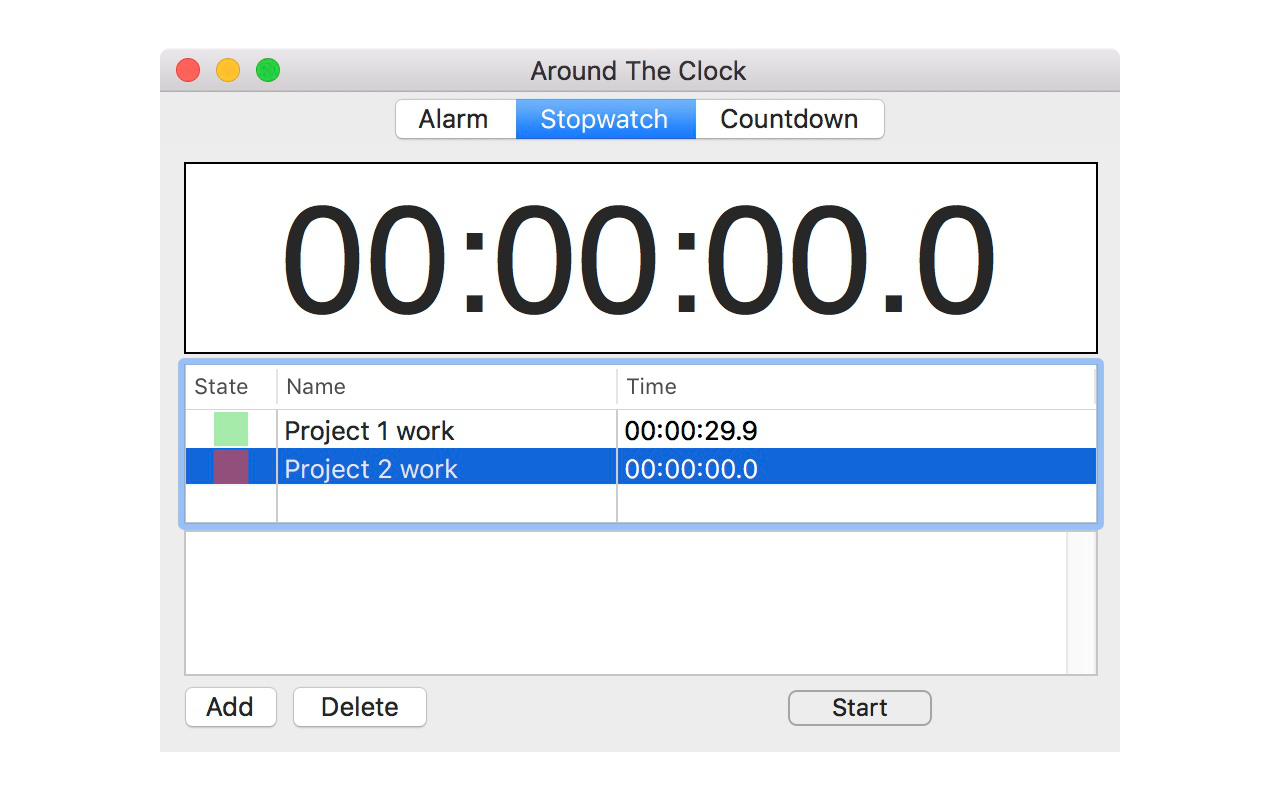 Around The Clock
Alarm Stopwatch Countdown
00:00:00.0
State Name Time
Project 1 work 00:00:29.9
Project 2 work 00:00:00.0
Add Delete Start